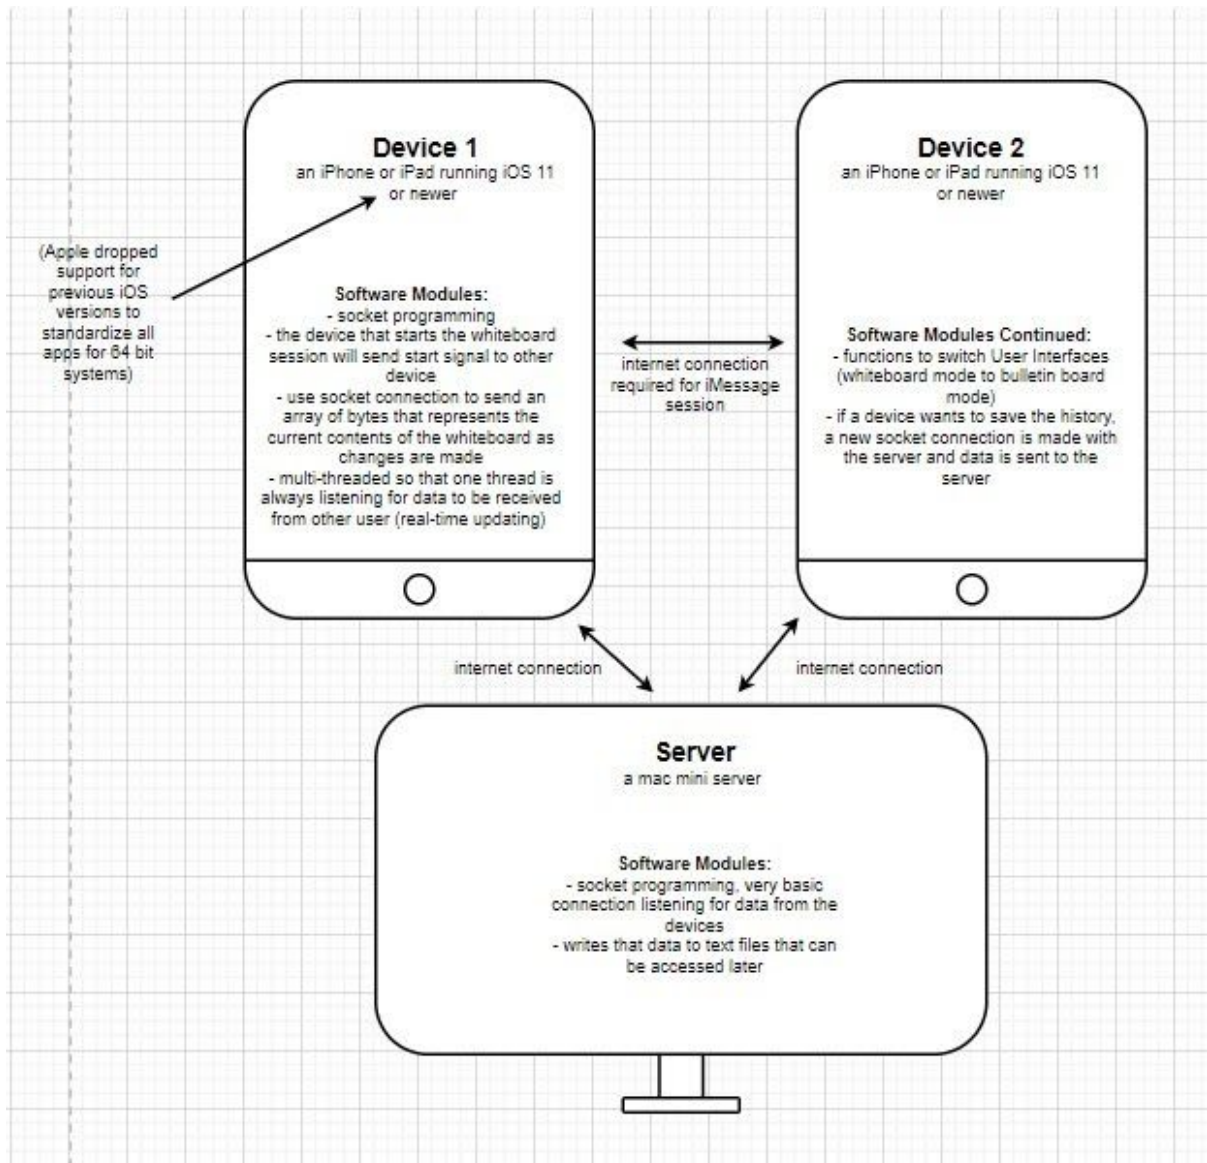 Device 1
an iPhone or iPad running iOS 11
or newer
(Apple dropped
support for
previous iOS
versions to
standardize all
apps for 64 bit
systems)
Software Modules:
- socket programming
- the device that starts the whiteboard
session will send start signal to other
device
- use socket connection to send an
array of bytes that represents the
current contents of the whiteboard as
changes are made
- multi-threaded so that one thread is
always listening for data to be received
from other user (real-time updating)
internet connection
required for iMessage
session
Device 2
an iPhone or iPad running iOS 11
or newer
Software Modules Continued:
- functions to switch User Interfaces
(whiteboard mode to bulletin board
mode)
- if a device wants to save the history,
a new socket connection is made with
the server and data is sent to the
server
internet connection
internet connection
Server
a mac mini server
Software Modules:
- socket programming, very basic
connection listening for data from the
devices
- writes that data to text files that can
be accessed later